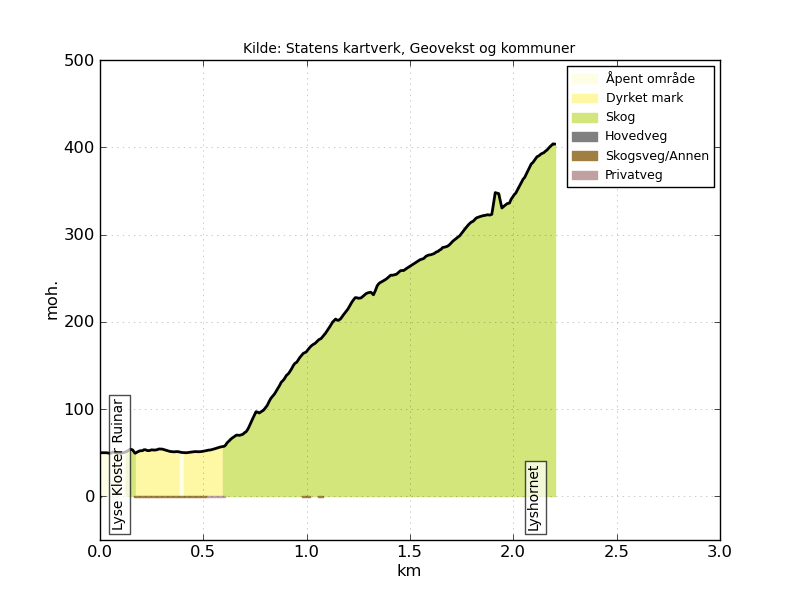 Kilde: Statens kartverk, Geovekst og kommuner
500
400
300
200
100
0
moh.
Åpent område
Dyrket mark
Skog
Hovedveg
Skogsveg/Annen
Privatveg
Lyse Kloster Ruinar
Lyshornet
0.0
0.5
1.0
1.5
2.0
2.5
3.0
km